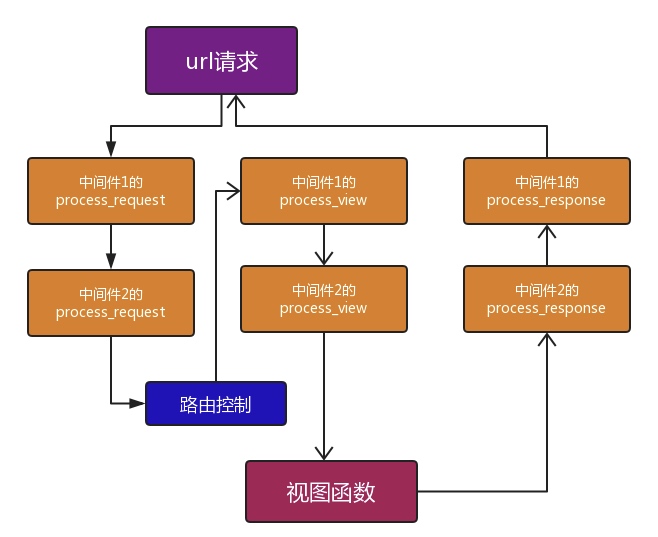 url请求
中间件1的
process_request
中间件1的
process_view
中间件1的
process_response
中间件2的
process_request
中间件2的
process_view
中间件2的
process_response
路由控制
视图函数